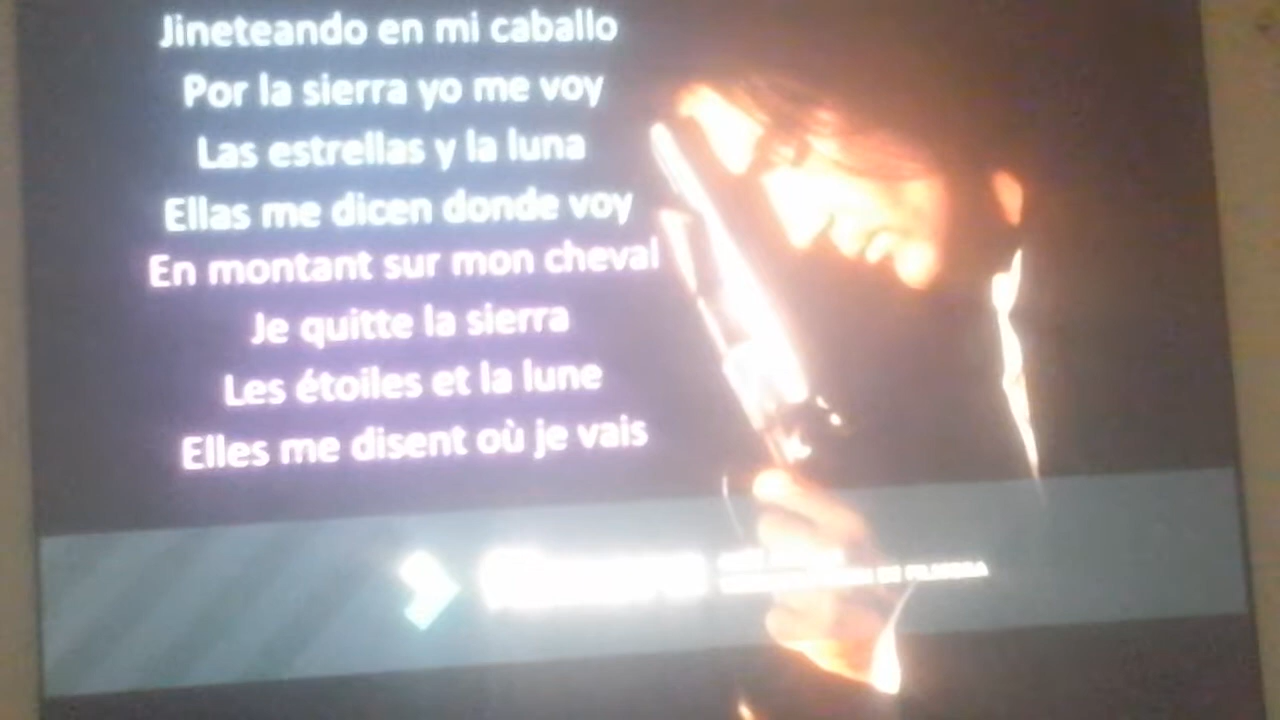 Jineteando en mi caballo
Por la sierra yo me voy
Las estrellas y la luna
Ellas me dicen donde voy
En montant sur mon cheval
Je quitte la sierra
Les étoiles et la lune
Elles me disent où je vais